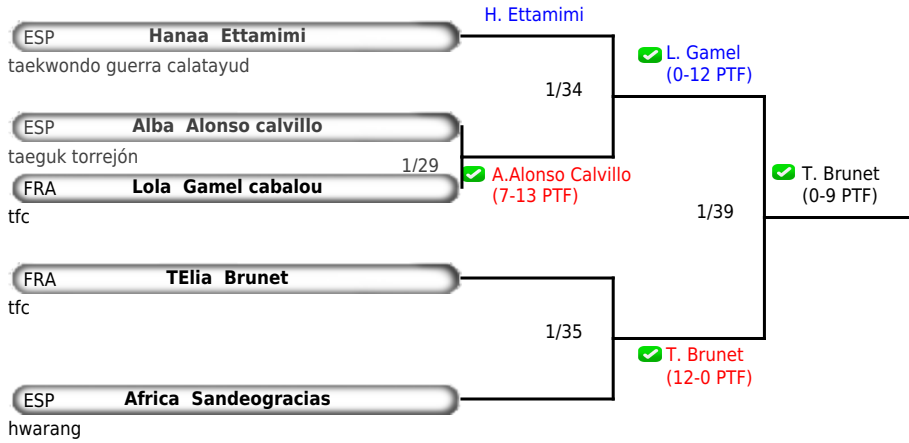 H. Ettamimi
ESP Hanaa Ettamimi
taekwondo guerra calatayud
L. Gamel
(0-12 PTF)
1/34
ESP Alba Alonso calvillo
taeguk torrejón
1/29
A.Alonso Calvillo
(7-13 PTF)
FRA Lola Gamel cabalou
tfc
T. Brunet
(0-9 PTF)
1/39
FRA TElia Brunet
tfc
1/35
T. Brunet
(12-0 PTF)
ESP Africa Sandeogracias
hwarang